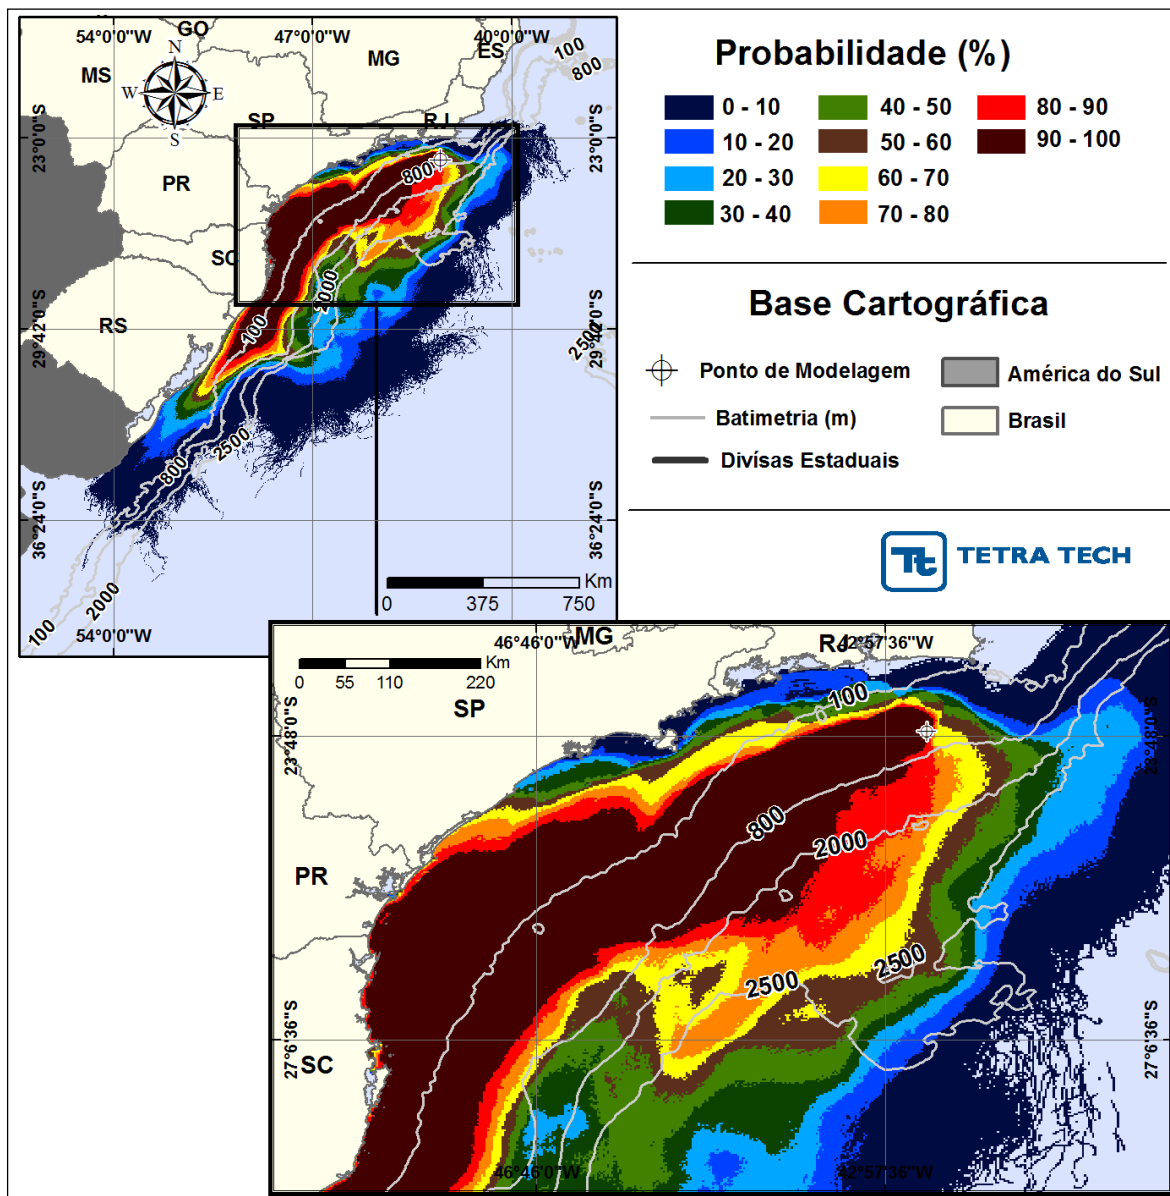 GO
54°0'0"W
47°0'0"W
40°0'0"W
N
MG
ES
100
800
MS
W
E
S
SP
RJ
23°0'0"S
23°0'0"S
800
PR
SC
2000
RS
100
29°42'0"S
29°42'0"S
2500
2500
800
36°24'0"S
36°24'0"S
Km
0 375 750
2000
100
54°0'0"W
Probabilidade (%)
0 - 10
10 - 20
20 - 30
30 - 40
40 - 50
50 - 60
60 - 70
70 - 80
80 - 90
90 - 100
Base Cartográfica
Ponto de Modelagem
América do Sul
Batimetria (m)
Brasil
Divísas Estaduais
Tt TETRA TECH
46°46'0"W
MG
RJ
42°57'36"W
Km
0 55 110 220
SP
100
23°48'0"S
23°48'0"S
800
2000
PR
2500
2500
27°6'36"S
27°6'36"S
SC
46°46'0"W
42°57'36"W